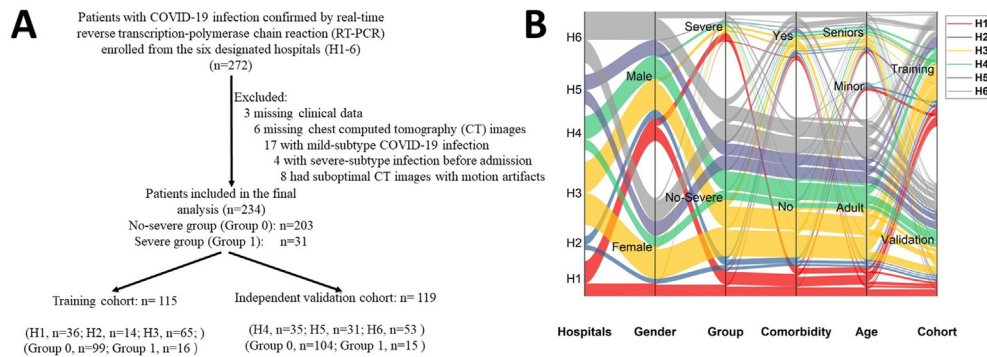 A
Patients with COVID-19 infection confirmed by real-time
reverse transcription-polymerase chain reaction (RT-PCR)
enrolled from the six designated hospitals (H1-6)
(n=272)
Excluded:
3 missing clinical data
6 missing chest computed tomography (CT) images
17 with mild-subtype COVID-19 infection
4 with severe-subtype infection before admission
8 had suboptimal CT images with motion artifacts
Patients included in the final
analysis (n=234)
No-severe group (Group 0): n=203
Severe group (Group 1): n=31
Training cohort: n= 115
(H1, n=36; H2, n=14; H3, n=65; )
(Group 0, n=99; Group 1, n=16 )
Independent validation cohort: n= 119
(H4, n=35; H5, n=31; H6, n=53 )
(Group 0, n=104; Group 1, n=15 )
B
H6
H5
H4
H3
H2
H1
Male
Female
Severe
No-Severe
Yes
No
Seniors
Minor
Adult
Training
Validation
Hospitals Gender Group Comorbidity Age Cohort
H1
H2
H3
H4
H5
H6